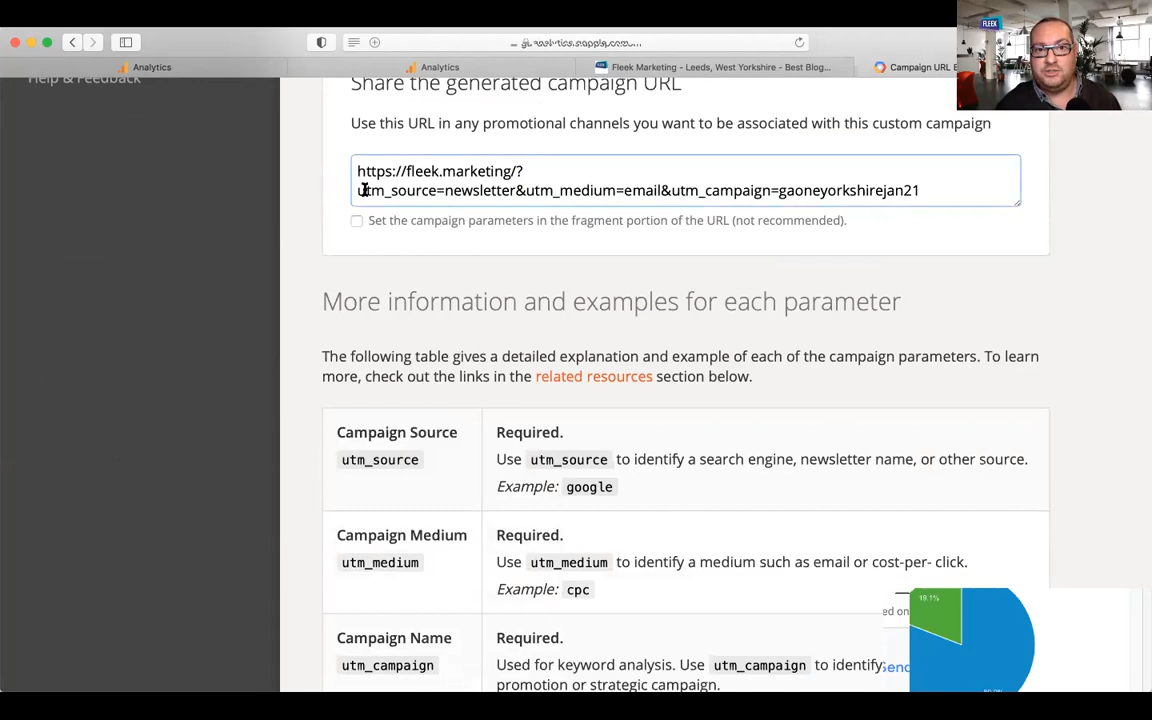 FLEEK
Analytics
Analytics
Fleek Marketing - Leeds, West Yorkshire - Best Blog...
Campaign URL B
Help & Feedback
Share the generated campaign URL
Use this URL in any promotional channels you want to be associated with this custom campaign
https://fleek.marketing/?
utm_source=newsletter&utm_medium=email&utm_campaign=gaoneyorkshirejan21
Set the campaign parameters in the fragment portion of the URL (not recommended).
More information and examples for each parameter
The following table gives a detailed explanation and example of each of the campaign parameters. To learn
more, check out the links in the related resources section below.
Campaign Source
utm_source
Required.
Use utm_source to identify a search engine, newsletter name, or other source.
Example: google
Campaign Medium
utm_medium
Required.
Use utm_medium to identify a medium such as email or cost-per- click.
Example: cpc
Campaign Name
utm_campaign
Required.
Used for keyword analysis. Use utm_campaign to identify
promotion or strategic campaign.
ed on
19.1%